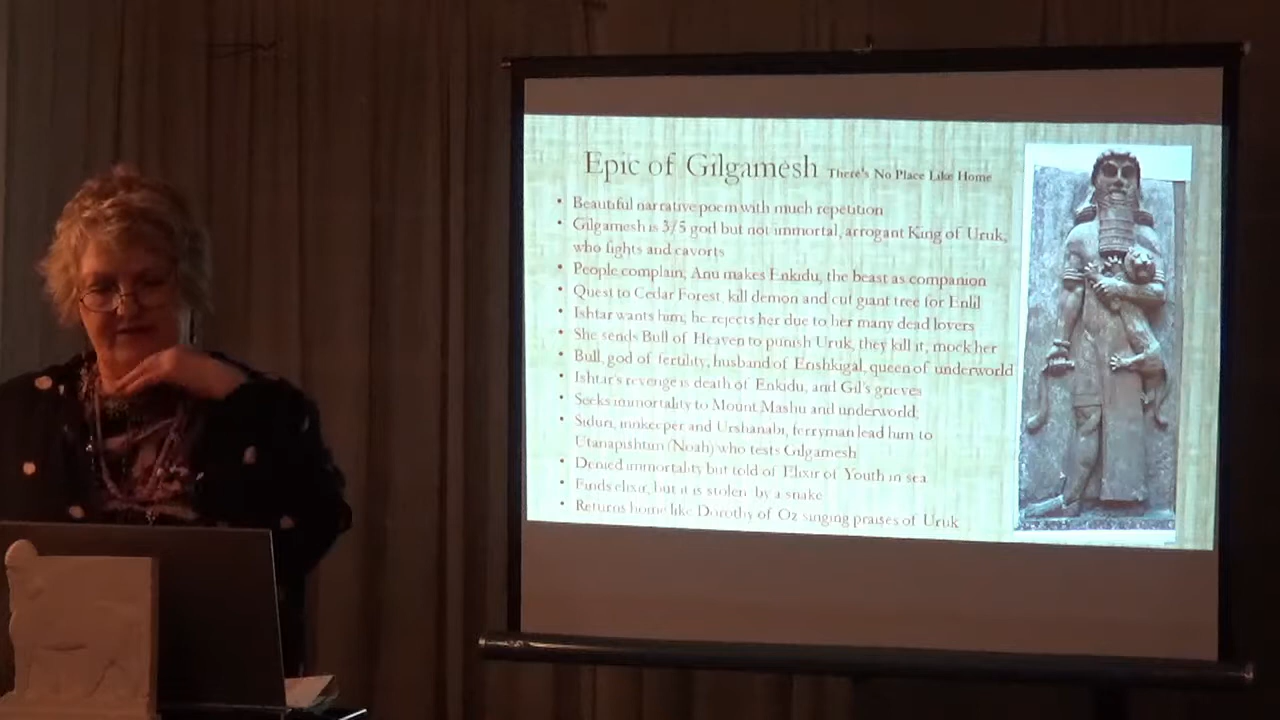 Epic of Gilgamesh There's No Place Like Home
• Beautiful narrative poem with much repetition
• Gilgamesh is 3/5 god but not immortal, arrogant King of Uruk,
who fights and cavorts
• People complain, Anu makes Enkidu, the beast as companion
• Quest to Cedar Forest, kill demon and cut giant tree for Enlil
• Ishtar wants him, he rejects her due to her many dead lovers
• She sends Bull of Heaven to punish Uruk, they kill it, mock her
• Bull, god of fertility, husband of Erishkigal, queen of underworld
• Ishtar's revenge is death of Enkidu, and Gil's grieves
• Seeks immortality to Mount Mashu and underworld;
• Siduri, innkeeper and Urshanabi, ferryman lead him to
Utanapishtim (Noah) who tests Gilgamesh
• Denied immortality but told of Elixir of Youth in sea
• Finds elixir, but it is stolen by a snake
• Returns home like Dorothy of Oz singing praises of Uruk